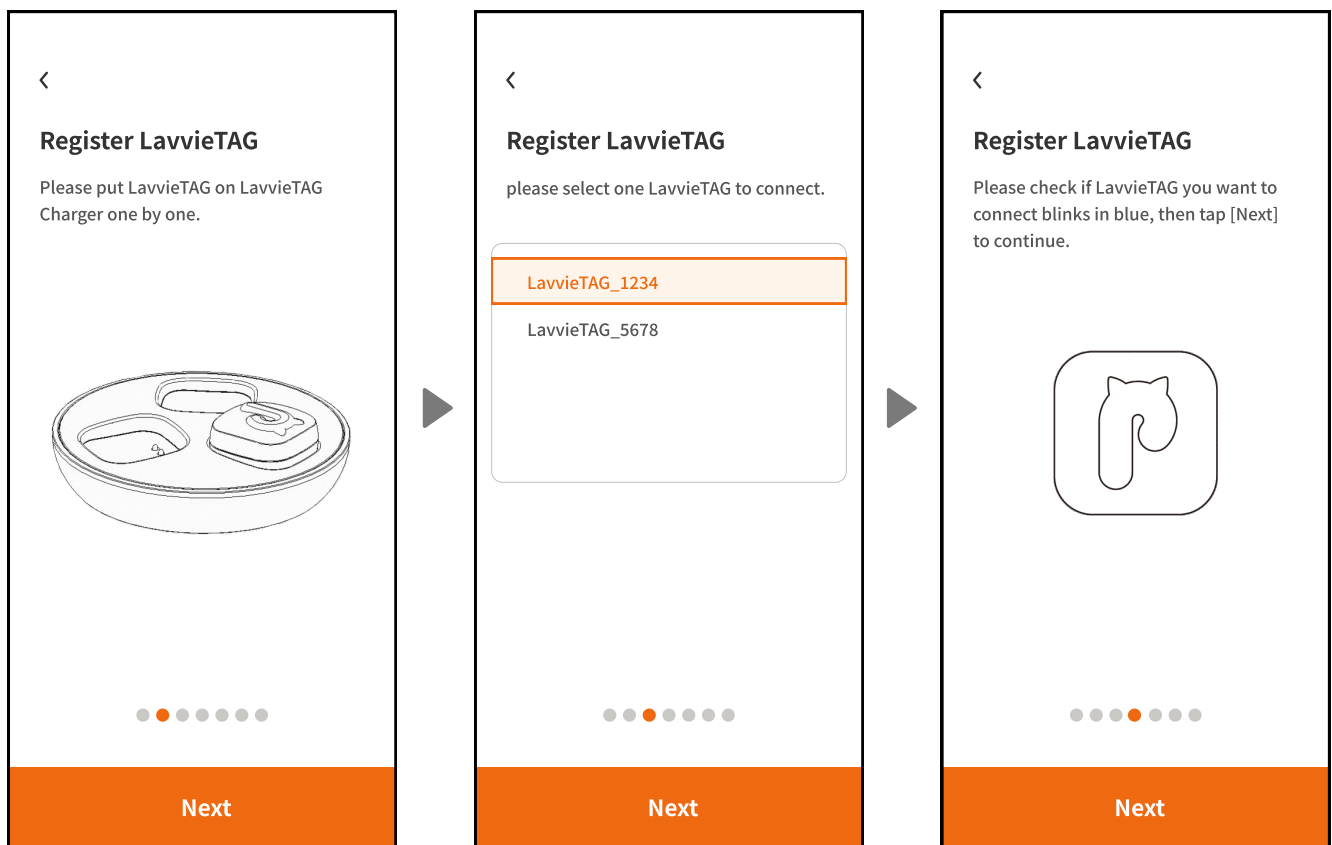 Register LavvieTAG
Please put LavvieTAG on LavvieTAG
Charger one by one.
Next
Register LavvieTAG
please select one LavvieTAG to connect.
LavvieTAG_1234
LavvieTAG_5678
Next
Register LavvieTAG
Please check if LavvieTAG you want to
connect blinks in blue, then tap [Next]
to continue.
Next